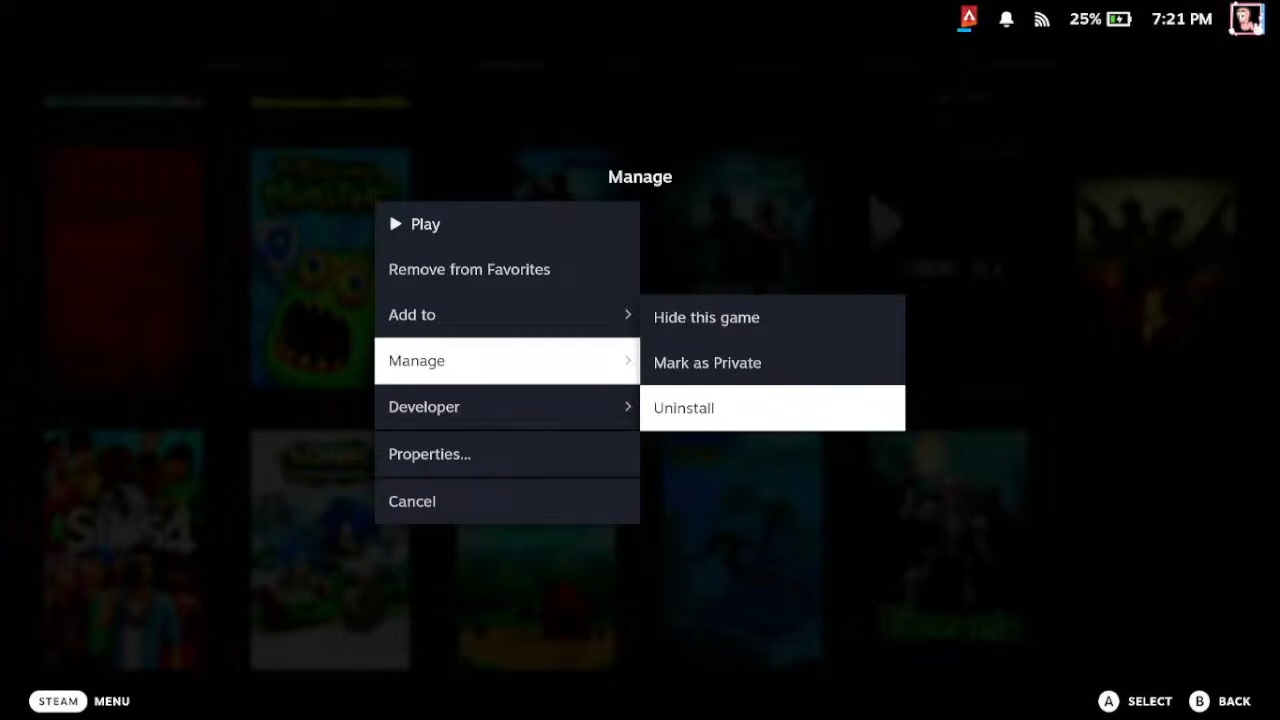 25% 7:21 PM
Manage
Play
Remove from Favorites
Add to
Manage
Developer
Properties...
Cancel
Hide this game
Mark as Private
Uninstall
STEAM MENU
A SELECT B BACK